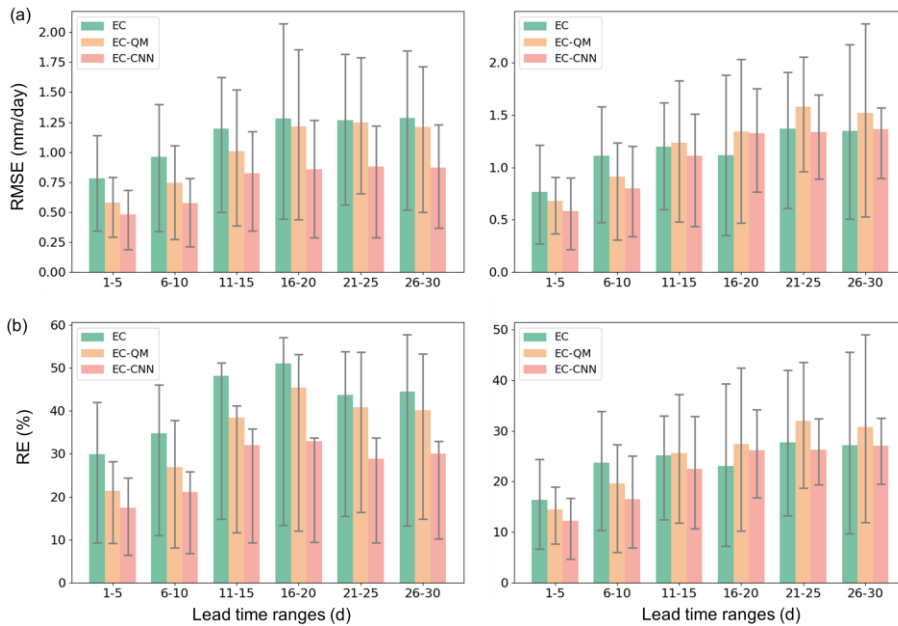 (a)
RMSE (mm/day)
2.00
1.75
1.50
1.25
1.00
0.75
0.50
0.25
0.00
EC
EC-QM
EC-CNN
1-5 6-10 11-15 16-20 21-25 26-30
2.0
1.5
1.0
0.5
0.0
EC
EC-QM
EC-CNN
1-5 6-10 11-15 16-20 21-25 26-30
(b)
RE (%)
60
50
40
30
20
10
0
EC
EC-QM
EC-CNN
1-5 6-10 11-15 16-20 21-25 26-30
Lead time ranges (d)
50
40
30
20
10
0
EC
EC-QM
EC-CNN
1-5 6-10 11-15 16-20 21-25 26-30
Lead time ranges (d)